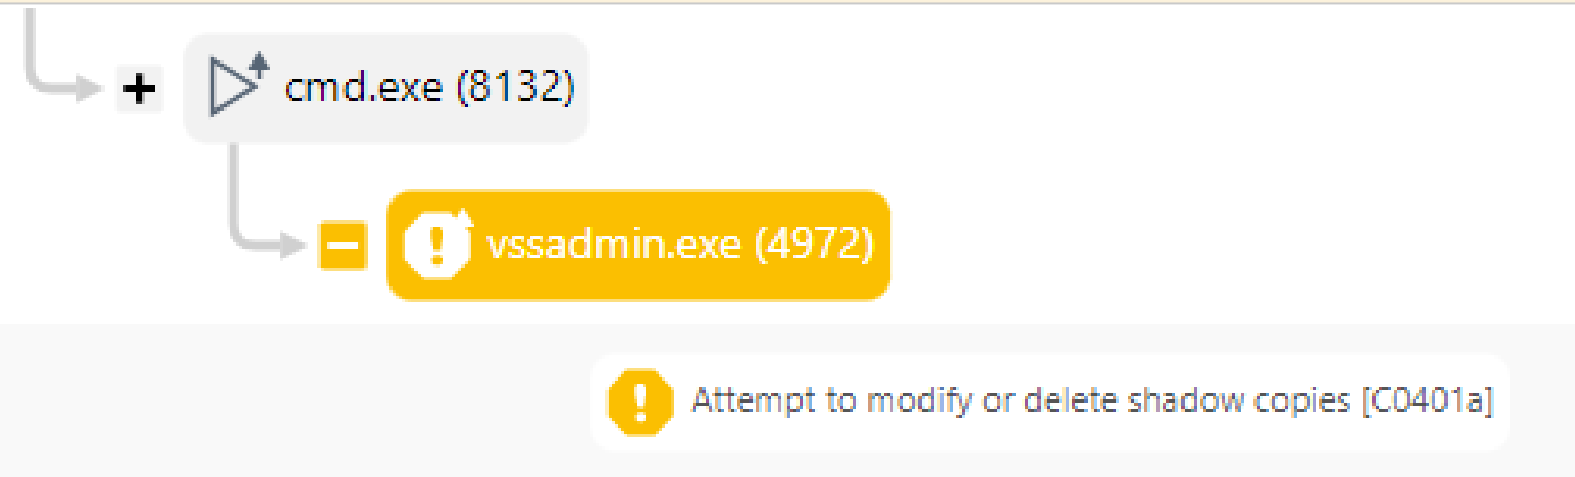 cmd.exe (8132)
vssadmin.exe (4972)
Attempt to modify or delete shadow copies [C0401a]